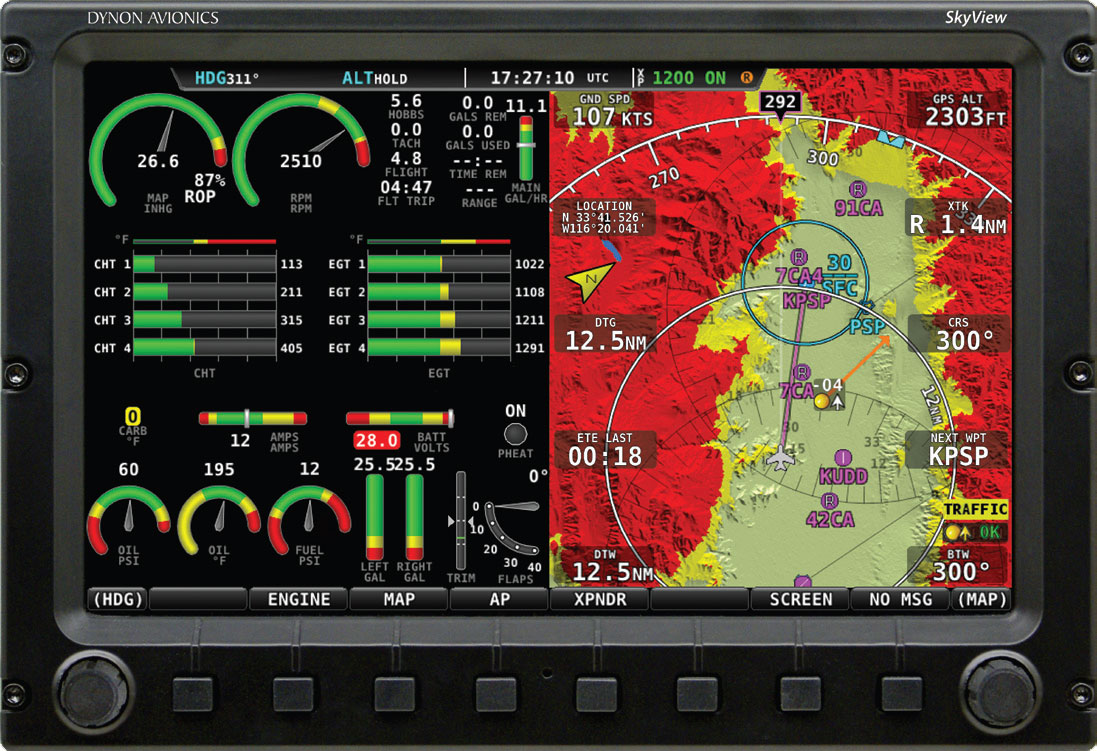 DYNON AVIONICS
SkyView
HDG311° ALTHOLD 17:27:10 UTC XP 1200 ON R
26.6
87%
ROP
MAP
INHG
2510
RPM
RPM
5.6
HOBBS
0.0
TACH
4.8
FLIGHT
04:47
FLT TRIP
0.0
GALS REM
0.0
GALS USED
--:--
TIME REM
---
RANGE
11.1
MAIN
GAL/HR
°F
CHT 1 113
CHT 2 211
CHT 3 315
CHT 4 405
CHT
°F
EGT 1 1022
EGT 2 1108
EGT 3 1211
EGT 4 1291
EGT
0
CARB
°F
12
AMPS
AMPS
28.0
BATT
VOLTS
ON
PHEAT
60
OIL
PSI
195
OIL
°F
12
FUEL
PSI
25.5 25.5
LEFT
GAL
RIGHT
GAL
TRIM
0°
0
10
20
30
40
FLAPS
GND SPD
107 KTS
292
GPS ALT
2303FT
270
300
33
LOCATION
N 33°41.526'
W116°20.041'
N
XTK
R 1.4NM
R
91CA
R
7CA4
KPSP
30
SFC
PSP
DTG
12.5NM
CRS
300°
R
7CA
-04
12NM
30
33
15
12
21
ETE LAST
00:18
NEXT WPT
KPSP
KUDD
R
42CA
TRAFFIC
OK
DTW
12.5NM
BTW
300°
(HDG) ENGINE MAP AP XPNDR SCREEN NO MSG (MAP)